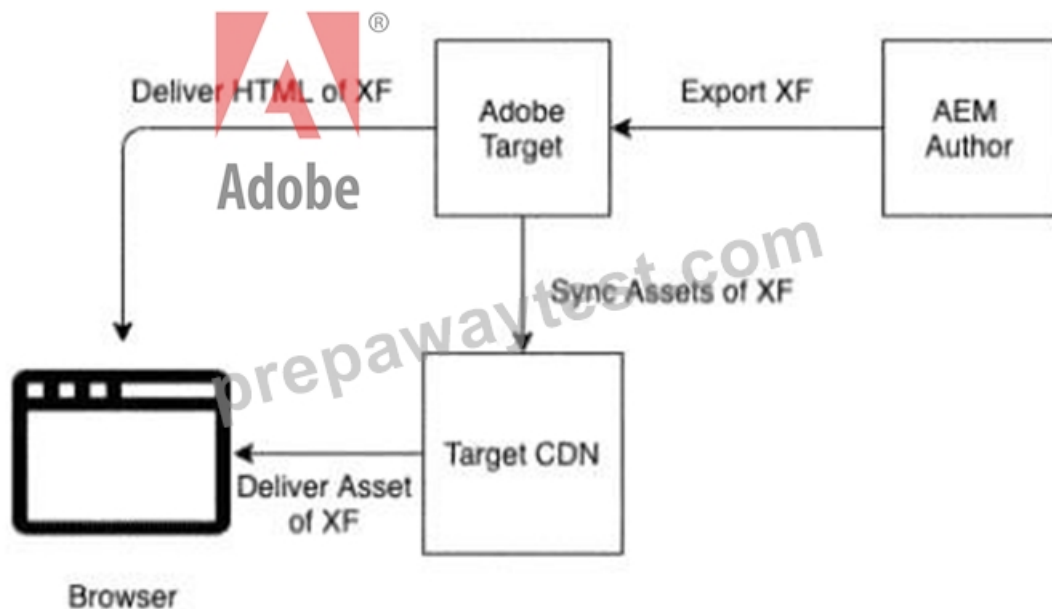 ®
Deliver HTML of XF
Adobe
Adobe
Target
Export XF
AEM
Author
prepawaytest.com
Sync Assets of XF
Target CDN
Deliver Asset
of XF
Browser